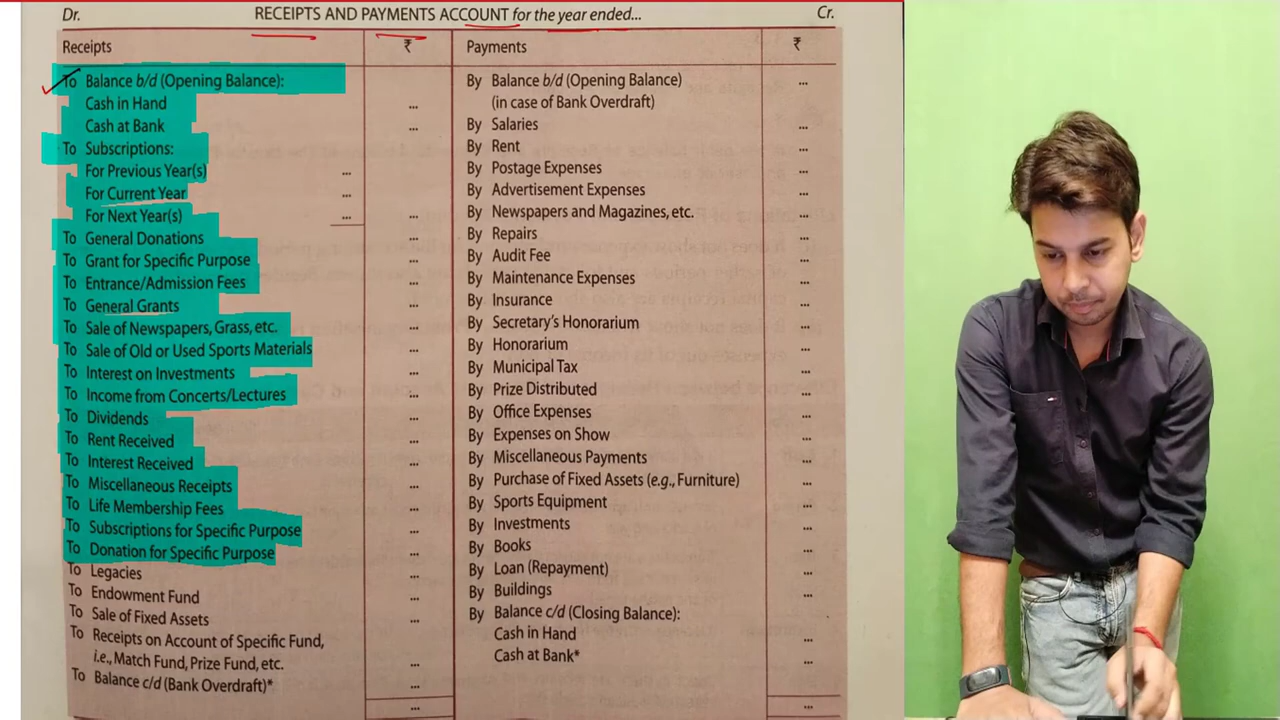 Dr. RECEIPTS AND PAYMENTS ACCOUNT for the year ended... Cr.
Receipts ₹ Payments ₹
To Balance b/d (Opening Balance):
Cash in Hand ...
Cash at Bank ...
To Subscriptions:
For Previous Year(s) ...
For Current Year ...
For Next Year(s) ... ...
To General Donations ...
To Grant for Specific Purpose ...
To Entrance/Admission Fees ...
To General Grants ...
To Sale of Newspapers, Grass, etc. ...
To Sale of Old or Used Sports Materials ...
To Interest on Investments ...
To Income from Concerts/Lectures ...
To Dividends ...
To Rent Received ...
To Interest Received ...
To Miscellaneous Receipts ...
To Life Membership Fees ...
To Subscriptions for Specific Purpose ...
To Donation for Specific Purpose ...
To Legacies ...
To Endowment Fund ...
To Sale of Fixed Assets ...
To Receipts on Account of Specific Fund,
i.e., Match Fund, Prize Fund, etc. ...
To Balance c/d (Bank Overdraft)* ...
...
By Balance b/d (Opening Balance) ...
(in case of Bank Overdraft)
By Salaries ...
By Rent ...
By Postage Expenses ...
By Advertisement Expenses ...
By Newspapers and Magazines, etc. ...
By Repairs ...
By Audit Fee ...
By Maintenance Expenses ...
By Insurance ...
By Secretary's Honorarium ...
By Honorarium ...
By Municipal Tax ...
By Prize Distributed ...
By Office Expenses ...
By Expenses on Show ...
By Miscellaneous Payments ...
By Purchase of Fixed Assets (e.g., Furniture) ...
By Sports Equipment ...
By Investments ...
By Books ...
By Loan (Repayment) ...
By Buildings ...
By Balance c/d (Closing Balance):
Cash in Hand ...
Cash at Bank* ...
...